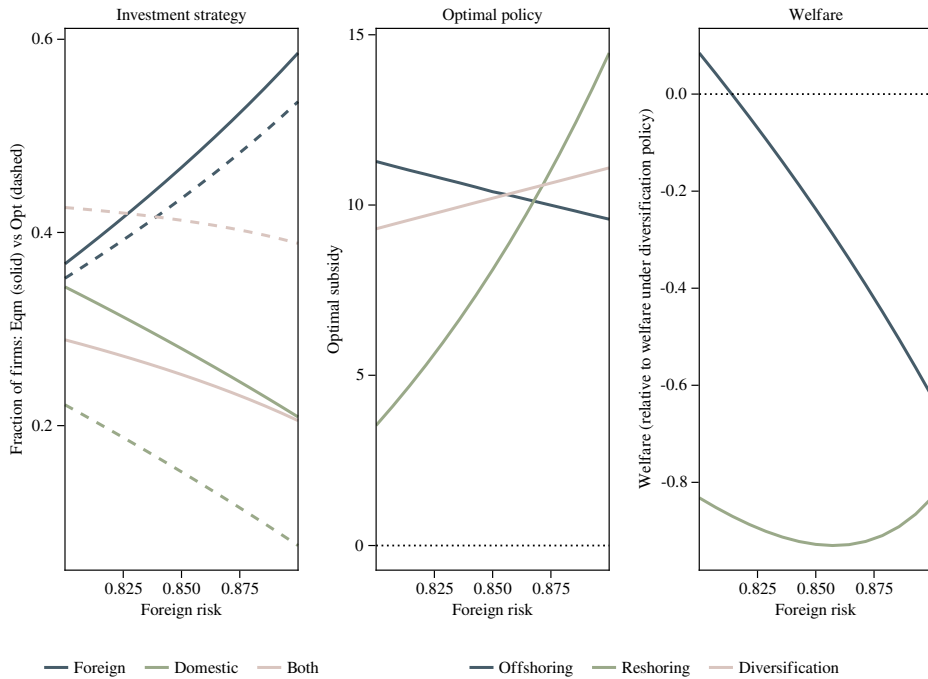 Investment strategy
Fraction of firms: Eqm (solid) vs Opt (dashed)
0.6
0.4
0.2
0.825 0.850 0.875
Foreign risk
Optimal policy
Optimal subsidy
15
10
5
0
0.825 0.850 0.875
Foreign risk
Welfare
Welfare (relative to welfare under diversification policy)
0.0
-0.2
-0.4
-0.6
-0.8
0.825 0.850 0.875
Foreign risk
Foreign Domestic Both
Offshoring Reshoring Diversification